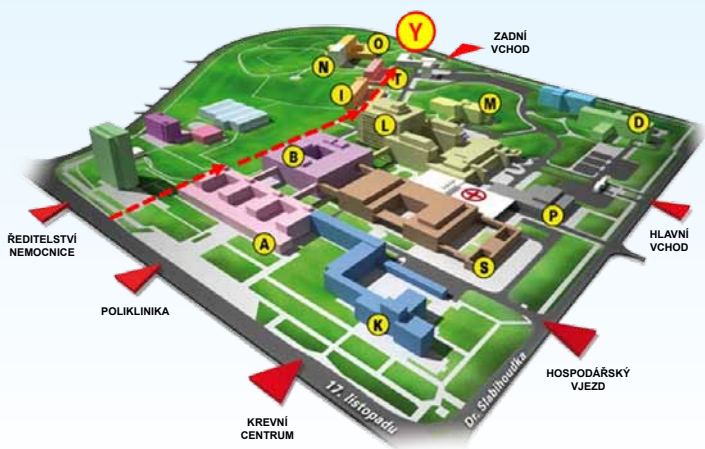 Y
ZADNÍ
VCHOD
O
N
T
I
M
L
D
B
P
HLAVNÍ
VCHOD
ŘEDITELSTVÍ
NEMOCNICE
A
S
POLIKLINIKA
K
HOSPODÁŘSKÝ
VJEZD
Dr. Slabihoudka
17. listopadu
KREVNÍ
CENTRUM